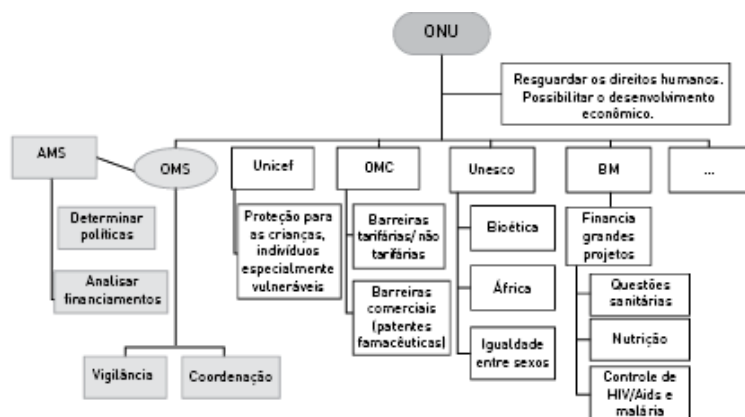 ONU
Resguardar os direitos humanos.
Possibilitar o desenvolvimento
econômico.
AMS
OMS
Unicef
OMC
Unesco
BM
...
Determinar
políticas
Analisar
financiamentos
Vigilância
Coordenação
Proteção para
as crianças,
indivíduos
especialmente
vulneráveis
Barreiras
tarifárias/não
tarifárias
Barreiras
comerciais
(patentes
famacêuticas)
Bioética
África
Igualdade
entre sexos
Financia
grandes
projetos
Questões
sanitárias
Nutrição
Controle de
HIV/Aids e
malária